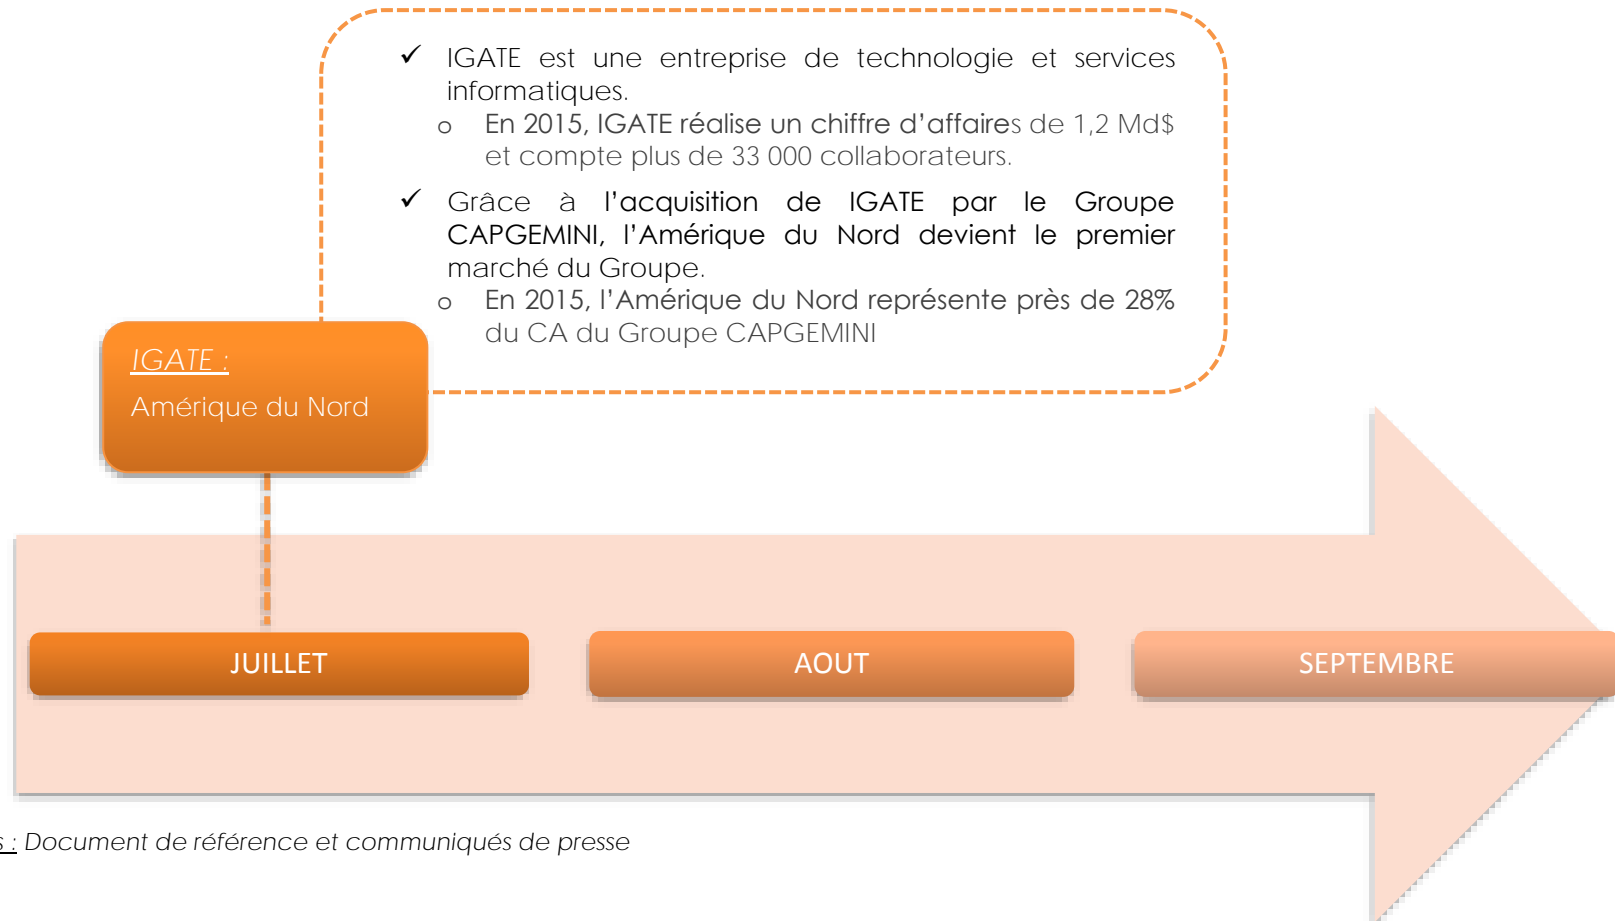 ✓ IGATE est une entreprise de technologie et services
informatiques.
o En 2015, IGATE réalise un chiffre d’affaires de 1,2 Md$
et compte plus de 33 000 collaborateurs.
✓ Grâce à l’acquisition de IGATE par le Groupe
CAPGEMINI, l’Amérique du Nord devient le premier
marché du Groupe.
o En 2015, l’Amérique du Nord représente près de 28%
du CA du Groupe CAPGEMINI
IGATE :
Amérique du Nord
JUILLET
AOUT
SEPTEMBRE
s : Document de référence et communiqués de presse